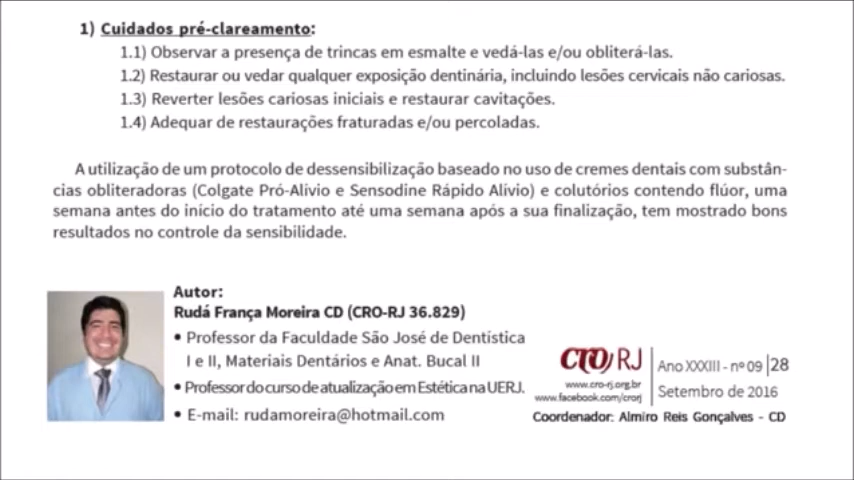 1) Cuidados pré-clareamento:
1.1) Observar a presença de trincas em esmalte e vedá-las e/ou obliterá-las.
1.2) Restaurar ou vedar qualquer exposição dentinária, incluindo lesões cervicais não cariosas.
1.3) Reverter lesões cariosas iniciais e restaurar cavitações.
1.4) Adequar de restaurações fraturadas e/ou percoladas.
A utilização de um protocolo de dessensibilização baseado no uso de cremes dentais com substân-
cias obliteradoras (Colgate Pró-Alívio e Sensodine Rápido Alívio) e colutórios contendo flúor, uma
semana antes do início do tratamento até uma semana após a sua finalização, tem mostrado bons
resultados no controle da sensibilidade.
Autor:
Rudá França Moreira CD (CRO-RJ 36.829)
• Professor da Faculdade São José de Dentística
I e II, Materiais Dentários e Anat. Bucal II
• Professor do curso de atualização em Estética na UERJ.
• E-mail: rudamoreira@hotmail.com
CRO RJ
www.cro-rj.org.br
www.facebook.com/crorj
Ano XXXIII - nº 09 | 28
Setembro de 2016
Coordenador: Almiro Reis Gonçalves - CD